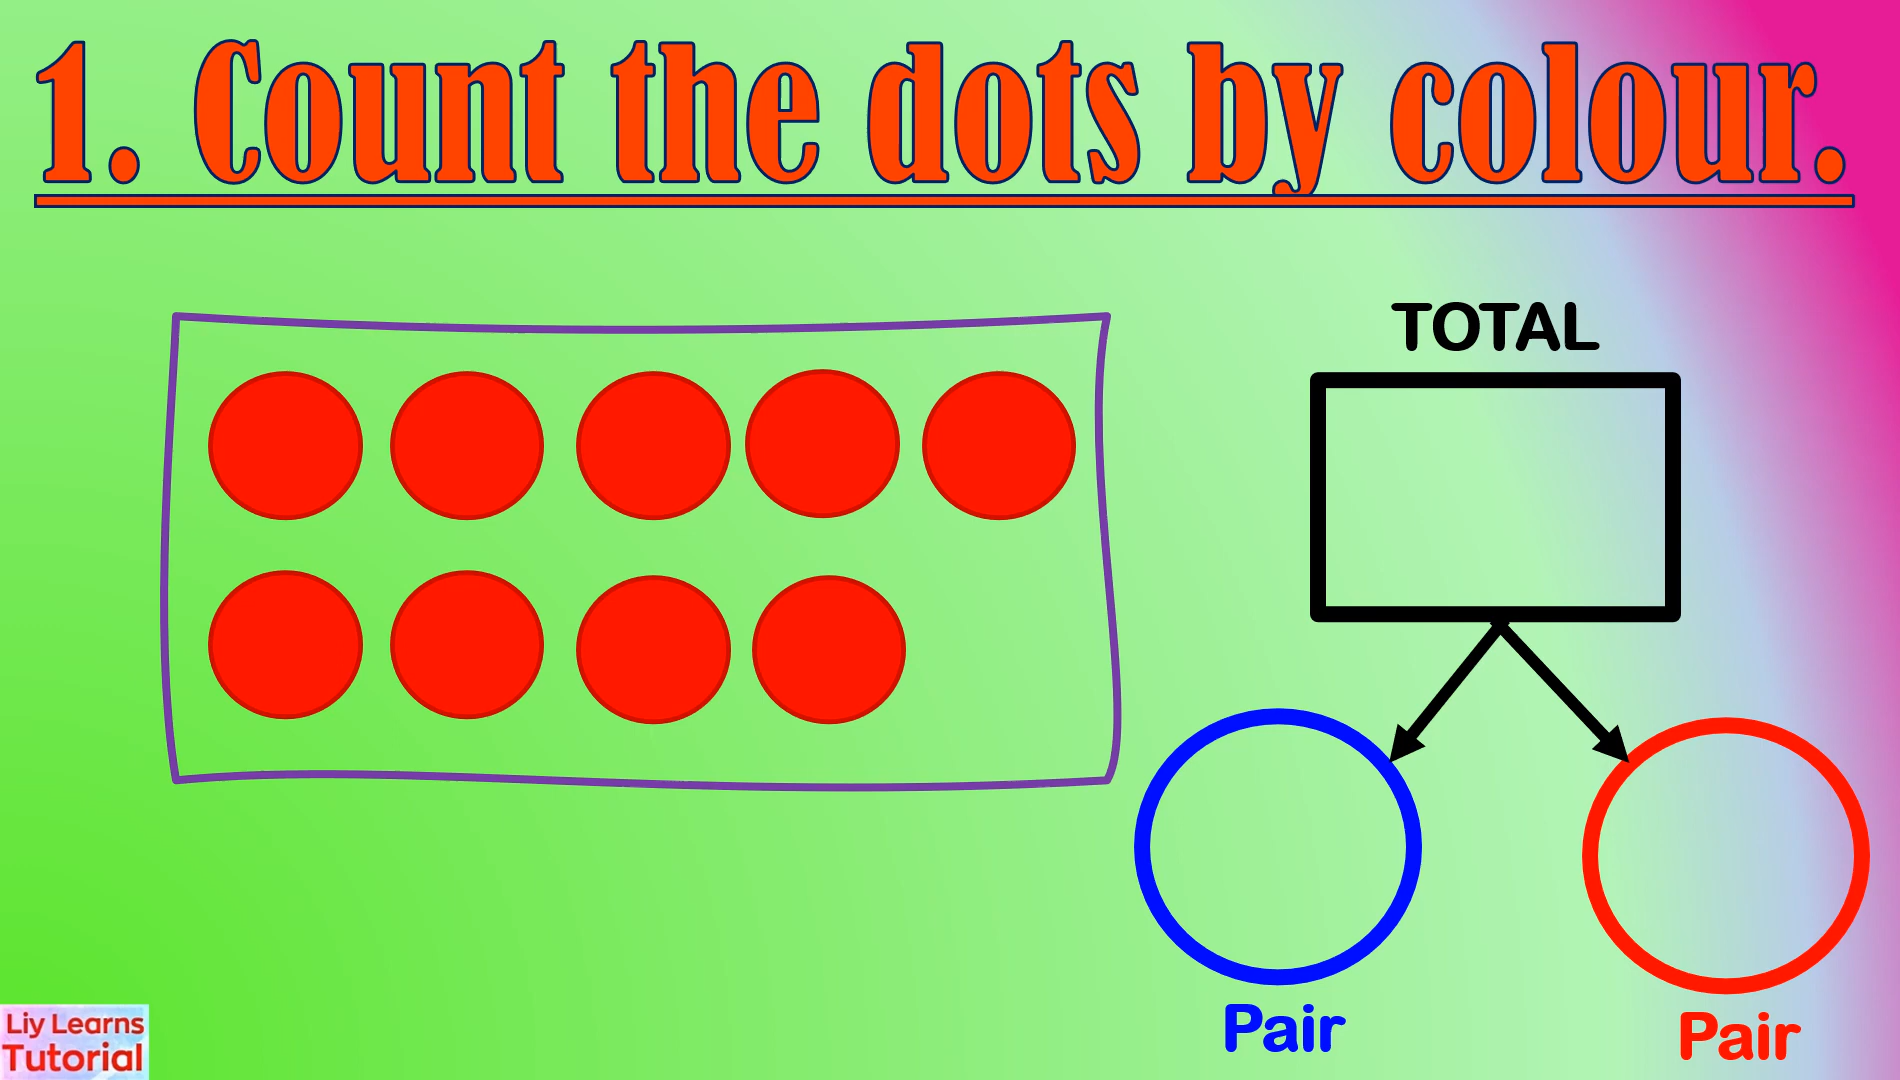 1. Count the dots by colour.
TOTAL
Pair
Pair
Liy Learns
Tutorial